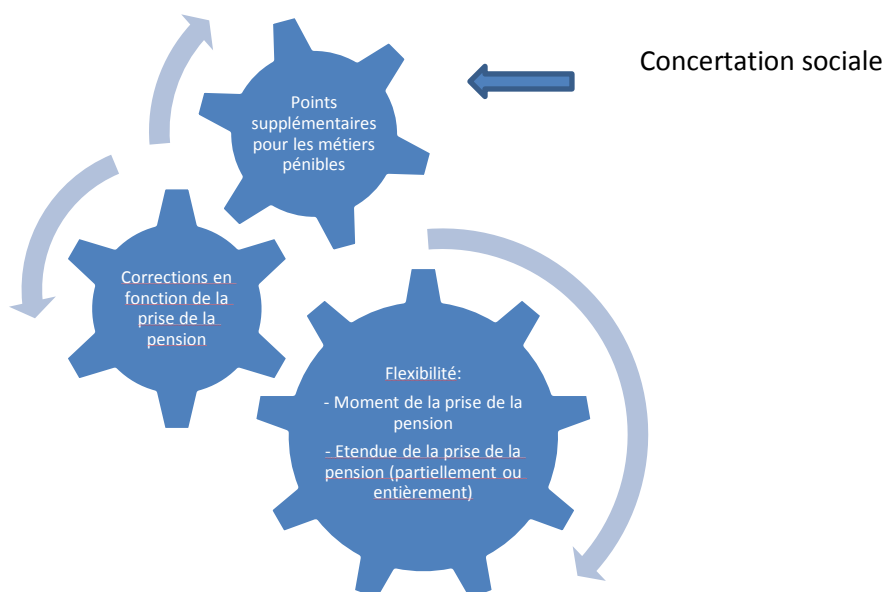 Concertation sociale
Points
supplémentaires
pour les métiers
pénibles
Corrections en
fonction de la
prise de la
pension
Flexibilité:
- Moment de la prise de la
pension
- Etendue de la prise de la
pension (partiellement ou
entièrement)